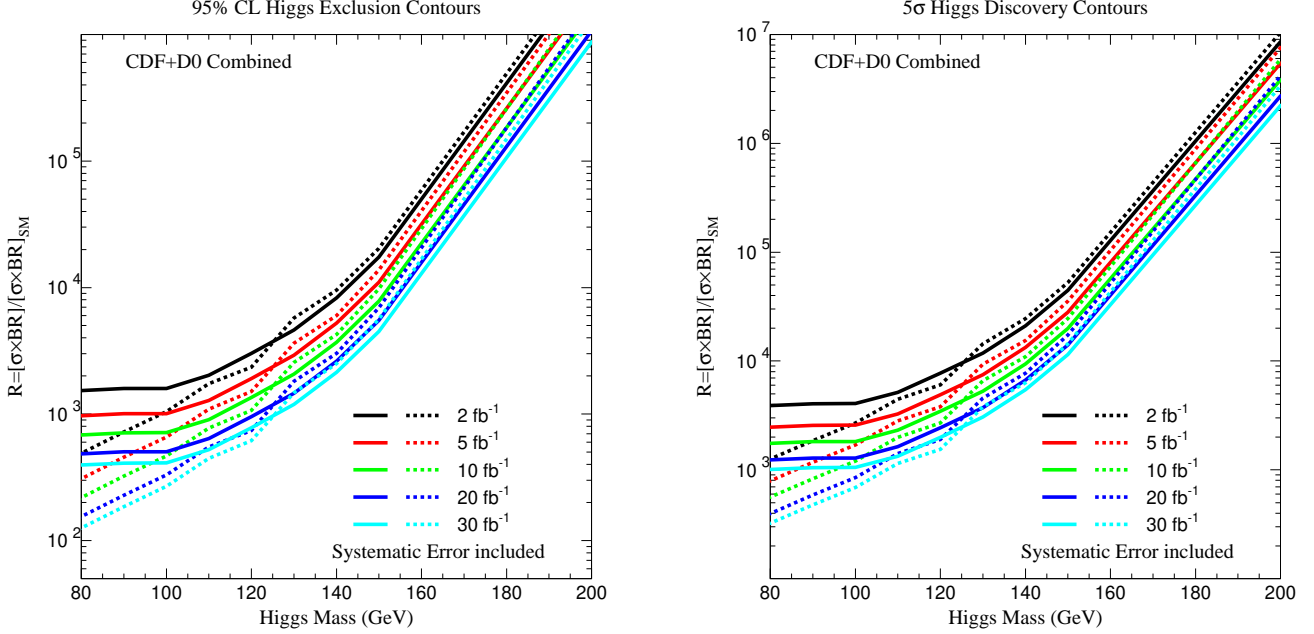 95% CL Higgs Exclusion Contours
CDF+D0 Combined
R=[σ×BR]/[σ×BR]SM
10^5
10^4
10^3
10^2
2 fb^-1
5 fb^-1
10 fb^-1
20 fb^-1
30 fb^-1
Systematic Error included
80 100 120 140 160 180 200
Higgs Mass (GeV)
5σ Higgs Discovery Contours
CDF+D0 Combined
R=[σ×BR]/[σ×BR]SM
10^7
10^6
10^5
10^4
10^3
2 fb^-1
5 fb^-1
10 fb^-1
20 fb^-1
30 fb^-1
Systematic Error included
80 100 120 140 160 180 200
Higgs Mass (GeV)